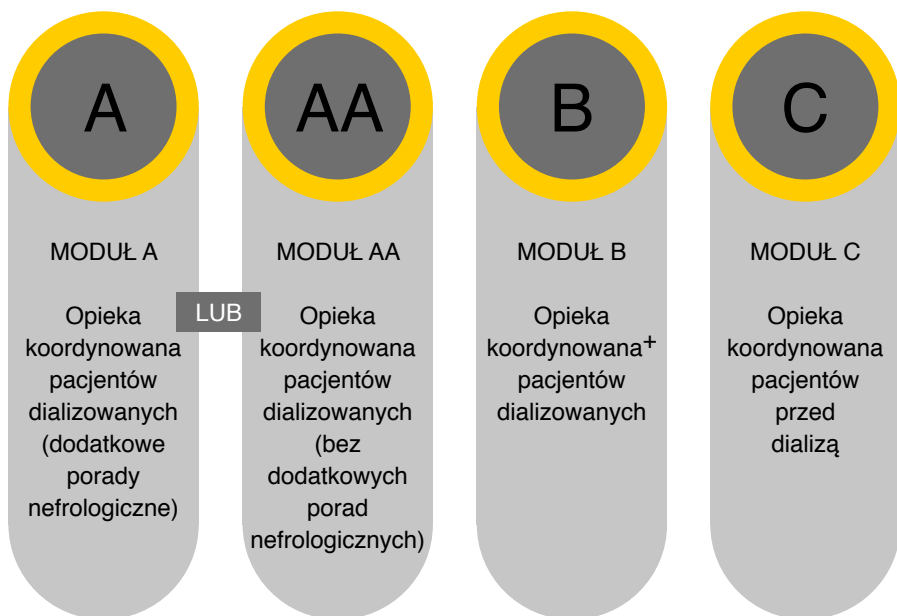 A
MODUŁ A
Opieka
koordynowana
pacjentów
dializowanych
(dodatkowe
porady
nefrologiczne)
LUB
AA
MODUŁ AA
Opieka
koordynowana
pacjentów
dializowanych
(bez
dodatkowych
porad
nefrologicznych)
B
MODUŁ B
Opieka
koordynowana+
pacjentów
dializowanych
C
MODUŁ C
Opieka
koordynowana
pacjentów
przed
dializą